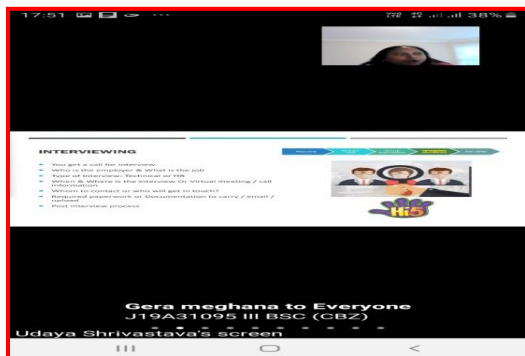 17:51 38%
INTERVIEWING
You get a call for interview
Who is the employer & What is the job
Type of Interview- Technical or HR
When & Where is the Interview Or Virtual meeting / call
information
Whom to contact or who will get in touch?
Required paperwork or Documentation to carry / email /
upload
Post interview process
Hi5
Gera meghana to Everyone
J19A31095 III BSC (CBZ)
Udaya Shrivastava's screen